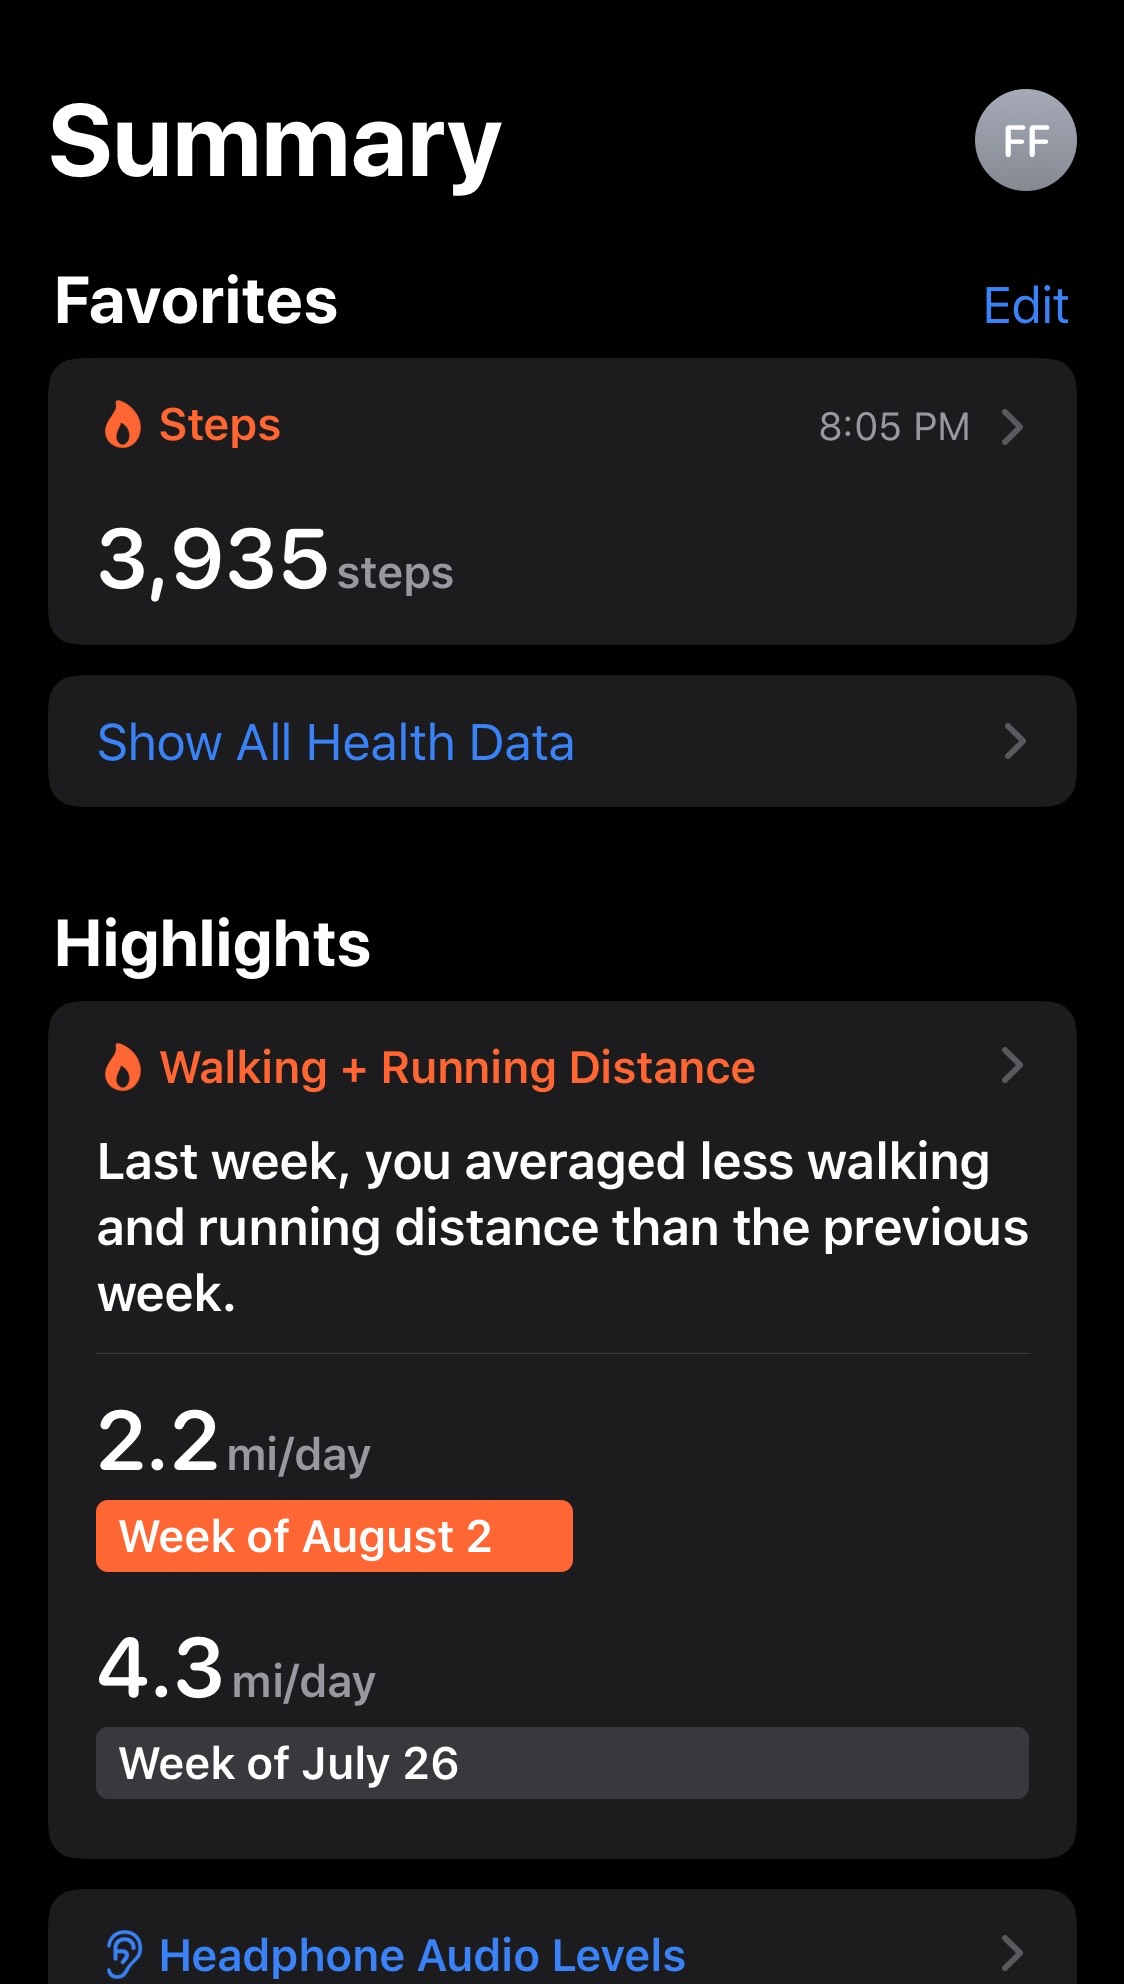 Summary
FF
Favorites
Edit
Steps
8:05 PM
3,935 steps
Show All Health Data
Highlights
Walking + Running Distance
Last week, you averaged less walking
and running distance than the previous
week.
2.2 mi/day
Week of August 2
4.3 mi/day
Week of July 26
Headphone Audio Levels